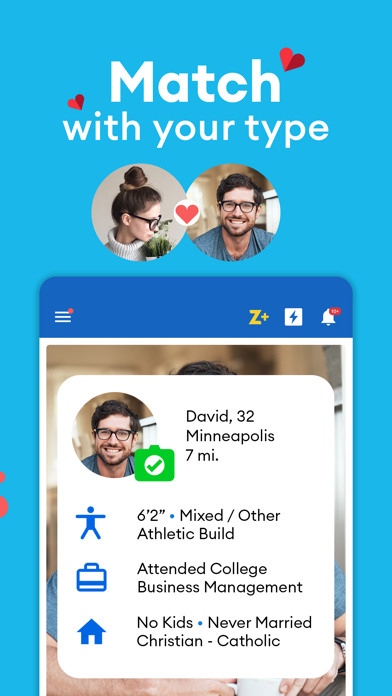 Match
with your type
Z+
10+
David, 32
Minneapolis
7 mi.
6'2” • Mixed / Other
Athletic Build
Attended College
Business Management
No Kids • Never Married
Christian - Catholic